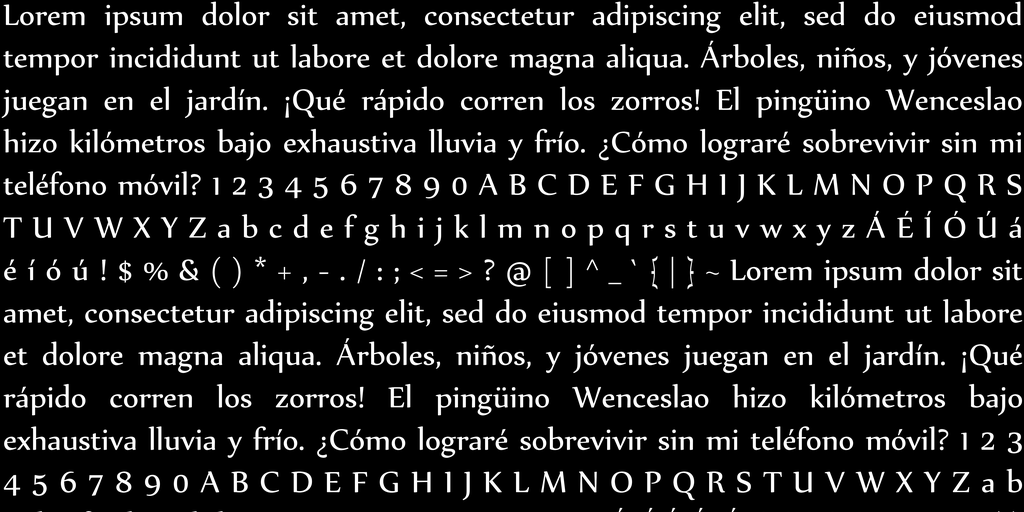 Lorem ipsum dolor sit amet, consectetur adipiscing elit, sed do eiusmod
tempor incididunt ut labore et dolore magna aliqua. Árboles, niños, y jóvenes
juegan en el jardín. ¡Qué rápido corren los zorros! El pingüino Wenceslao
hizo kilómetros bajo exhaustiva lluvia y frío. ¿Cómo lograré sobrevivir sin mi
teléfono móvil? 1 2 3 4 5 6 7 8 9 0 A B C D E F G H I J K L M N O P Q R S
T U V W X Y Z a b c d e f g h i j k l m n o p q r s t u v w x y z Á É Í Ó Ú á
é í ó ú ! $ % & ( ) * + , - . / : ; < = > ? @ [ ] ^ _ ` { | } ~ Lorem ipsum dolor sit
amet, consectetur adipiscing elit, sed do eiusmod tempor incididunt ut labore
et dolore magna aliqua. Árboles, niños, y jóvenes juegan en el jardín. ¡Qué
rápido corren los zorros! El pingüino Wenceslao hizo kilómetros bajo
exhaustiva lluvia y frío. ¿Cómo lograré sobrevivir sin mi teléfono móvil? 1 2 3
4 5 6 7 8 9 0 A B C D E F G H I J K L M N O P Q R S T U V W X Y Z a b